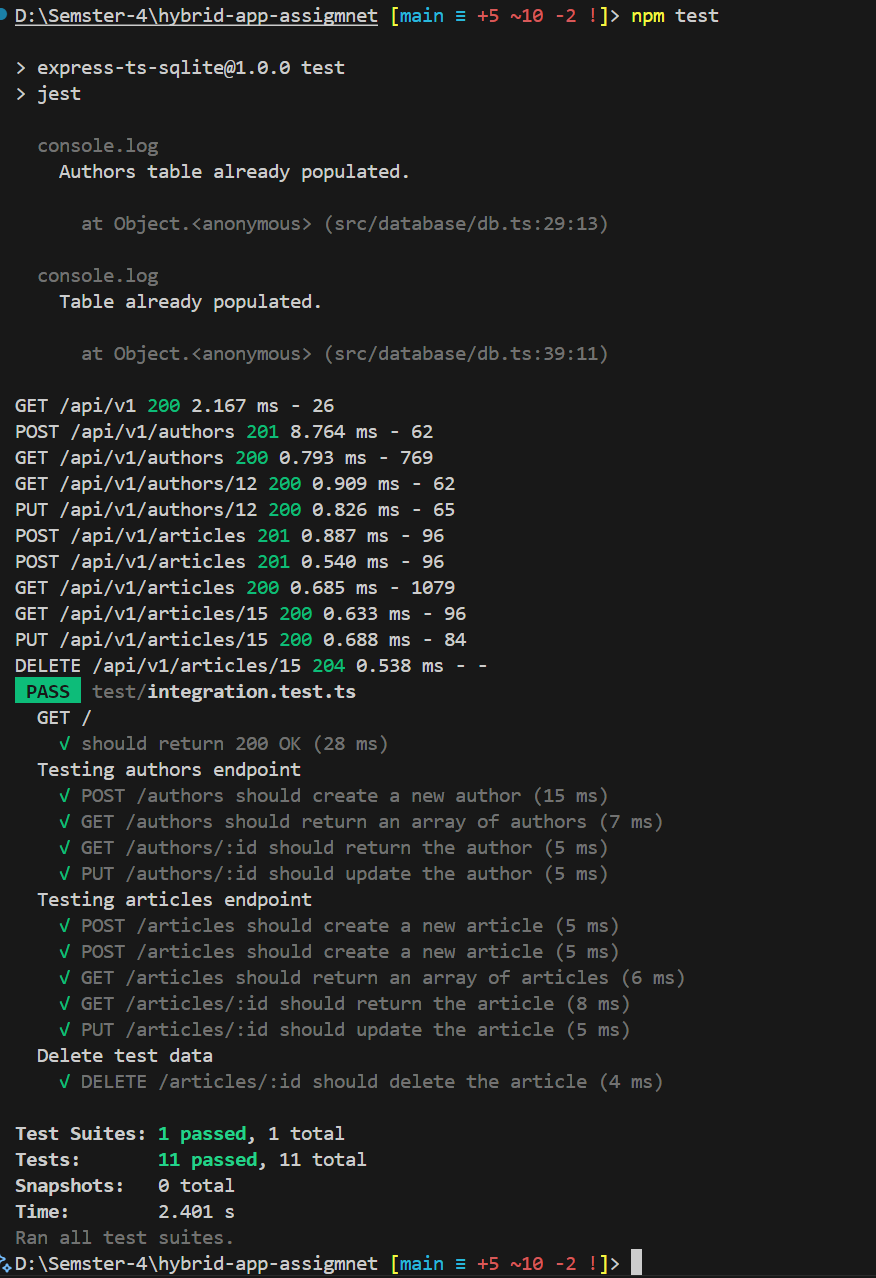 D:\Semster-4\hybrid-app-assigmnet [main ≡ +5 ~10 -2 !]> npm test
> express-ts-sqlite@1.0.0 test
> jest
console.log
Authors table already populated.
at Object.<anonymous> (src/database/db.ts:29:13)
console.log
Table already populated.
at Object.<anonymous> (src/database/db.ts:39:11)
GET /api/v1 200 2.167 ms - 26
POST /api/v1/authors 201 8.764 ms - 62
GET /api/v1/authors 200 0.793 ms - 769
GET /api/v1/authors/12 200 0.909 ms - 62
PUT /api/v1/authors/12 200 0.826 ms - 65
POST /api/v1/articles 201 0.887 ms - 96
POST /api/v1/articles 201 0.540 ms - 96
GET /api/v1/articles 200 0.685 ms - 1079
GET /api/v1/articles/15 200 0.633 ms - 96
PUT /api/v1/articles/15 200 0.688 ms - 84
DELETE /api/v1/articles/15 204 0.538 ms - -
PASS test/integration.test.ts
GET /
√ should return 200 OK (28 ms)
Testing authors endpoint
√ POST /authors should create a new author (15 ms)
√ GET /authors should return an array of authors (7 ms)
√ GET /authors/:id should return the author (5 ms)
√ PUT /authors/:id should update the author (5 ms)
Testing articles endpoint
√ POST /articles should create a new article (5 ms)
√ POST /articles should create a new article (5 ms)
√ GET /articles should return an array of articles (6 ms)
√ GET /articles/:id should return the article (8 ms)
√ PUT /articles/:id should update the article (5 ms)
Delete test data
√ DELETE /articles/:id should delete the article (4 ms)
Test Suites: 1 passed, 1 total
Tests: 11 passed, 11 total
Snapshots: 0 total
Time: 2.401 s
Ran all test suites.
D:\Semster-4\hybrid-app-assigmnet [main ≡ +5 ~10 -2 !]>